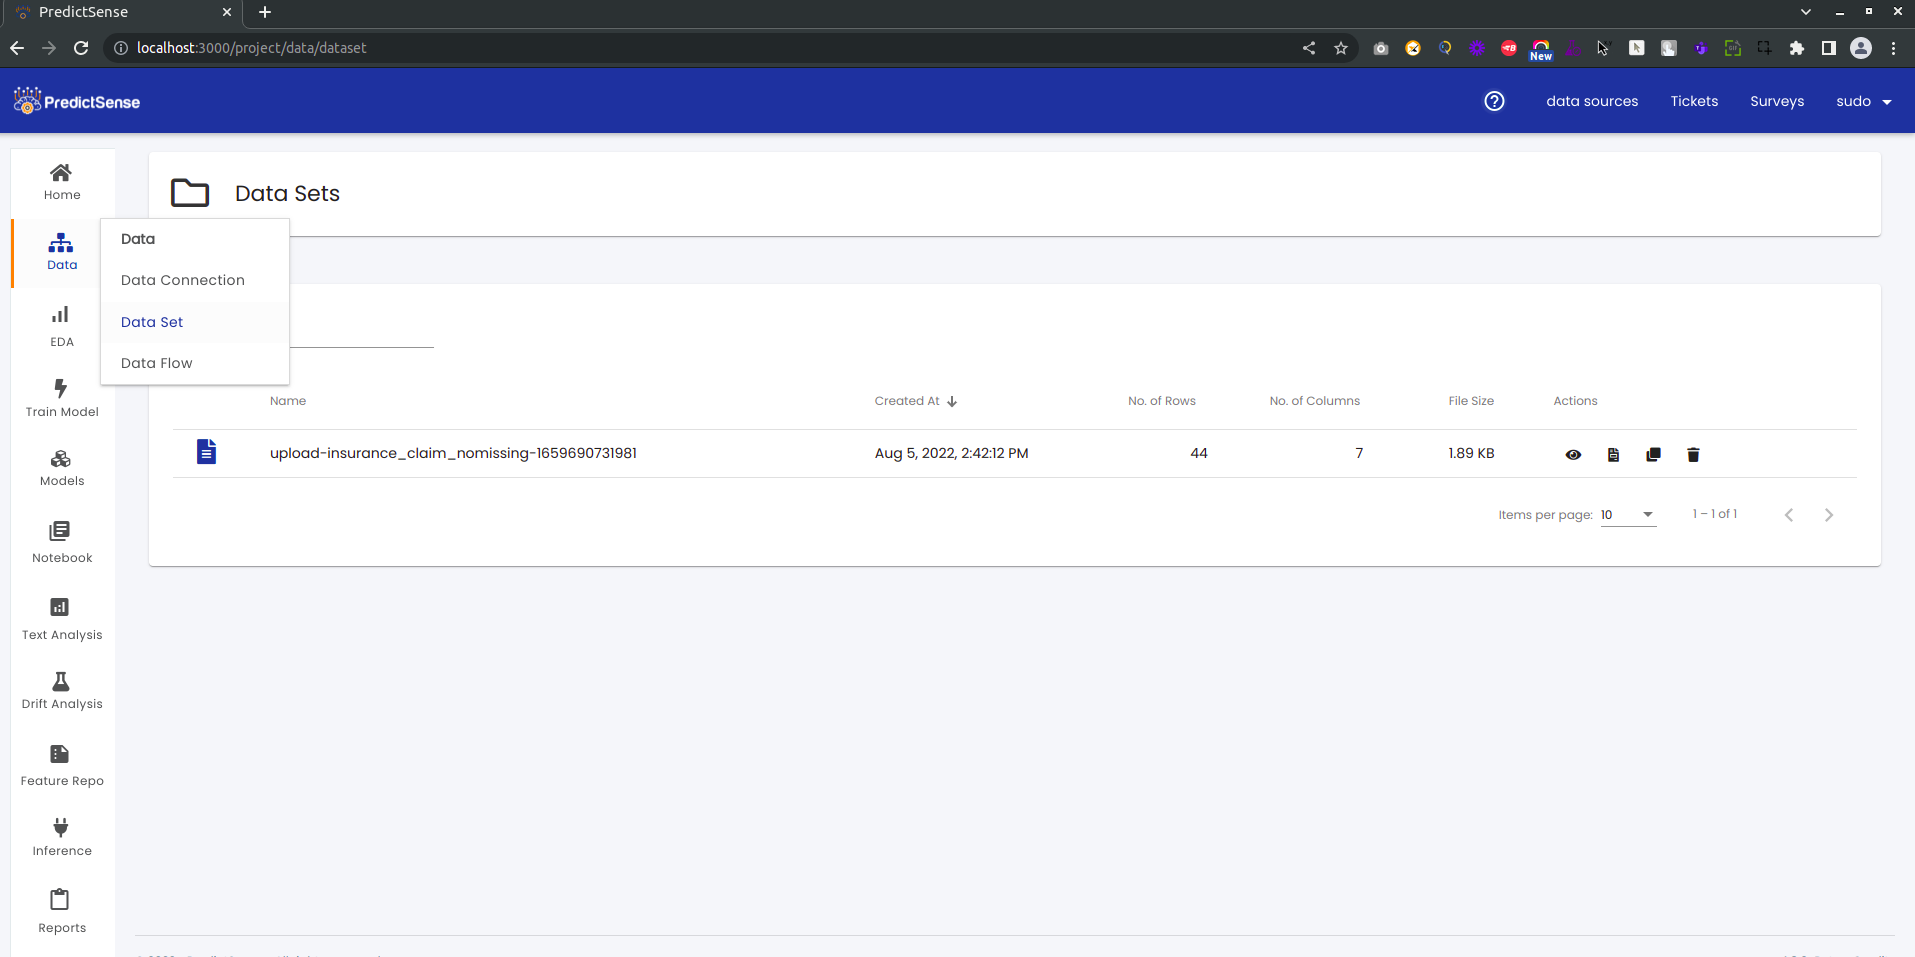 PredictSense
localhost:3000/project/data/dataset
New
PredictSense
data sources
Tickets
Surveys
sudo
Home
Data
EDA
Train Model
Models
Notebook
Text Analysis
Drift Analysis
Feature Repo
Inference
Reports
Data
Data Connection
Data Set
Data Flow
Data Sets
Name Created At No. of Rows No. of Columns File Size Actions
upload-insurance_claim_nomissing-1659690731981 Aug 5, 2022, 2:42:12 PM 44 7 1.89 KB
Items per page: 10 1 – 1 of 1